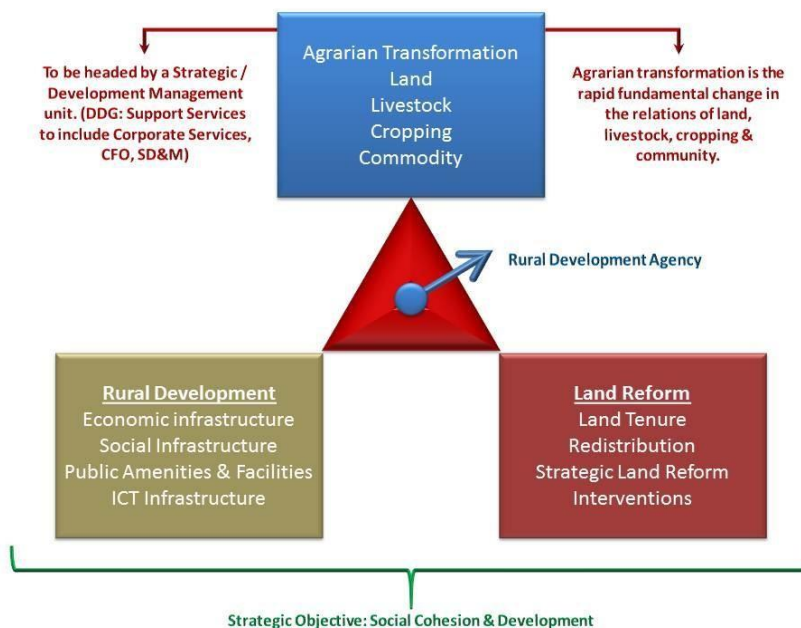 Agrarian Transformation
Land
Livestock
Cropping
Commodity
To be headed by a Strategic /
Development Management
unit. (DDG: Support Services
to include Corporate Services,
CFO, SD&M)
Agrarian transformation is the
rapid fundamental change in
the relations of land,
livestock, cropping &
community.
Rural Development Agency
Rural Development
Economic infrastructure
Social Infrastructure
Public Amenities & Facilities
ICT Infrastructure
Land Reform
Land Tenure
Redistribution
Strategic Land Reform
Interventions
Strategic Objective: Social Cohesion & Development